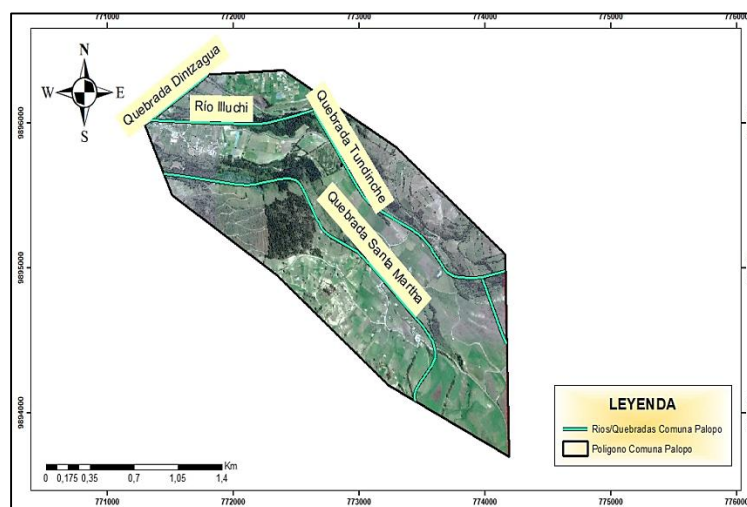 771000 772000 773000 774000 775000 776000
N
W E
S
Quebrada Dintzagua
Río Illuchi
Quebrada Tundinche
Quebrada Santa Martha
9896000
9895000
9894000
LEYENDA
Rios/Quebradas Comuna Palopo
Poligono Comuna Palopo
Km
0 0,175 0,35 0,7 1,05 1,4
771000 772000 773000 774000 775000 776000